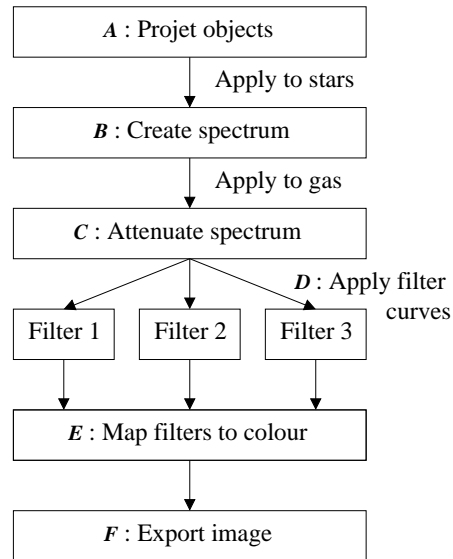 A : Projet objects
Apply to stars
B : Create spectrum
Apply to gas
C : Attenuate spectrum
D : Apply filter
curves
Filter 1
Filter 2
Filter 3
E : Map filters to colour
F : Export image